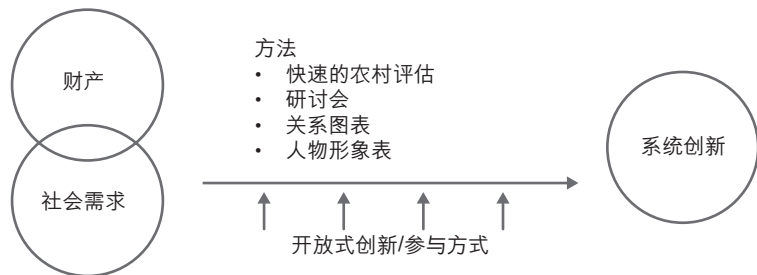 财产
社会需求
方法
• 快速的农村评估
• 研讨会
• 关系图表
• 人物形象表
开放式创新/参与方式
系统创新